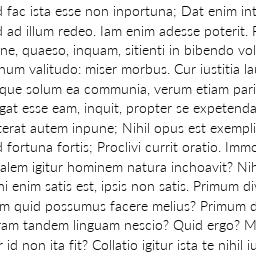 fac ista esse non inportuna; Dat enim int
ad illum redeo. Iam enim adesse poterit. F
ne, quaeso, inquam, sitienti in bibendo vol
num valitudo: miser morbus. Cur iustitia la
que solum ea communia, verum etiam pari
gat esse eam, inquit, propter se expetenda
erat autem inpune; Nihil opus est exempli
fortuna fortis; Proclivi currit oratio. Immo
alem igitur hominem natura inchoavit? Nih
ni enim satis est, ipsis non satis. Primum di
m quid possumus facere melius? Primum
ram tandem linguam nescio? Quid ergo? M
r id non ita fit? Collatio igitur ista te nihil iu